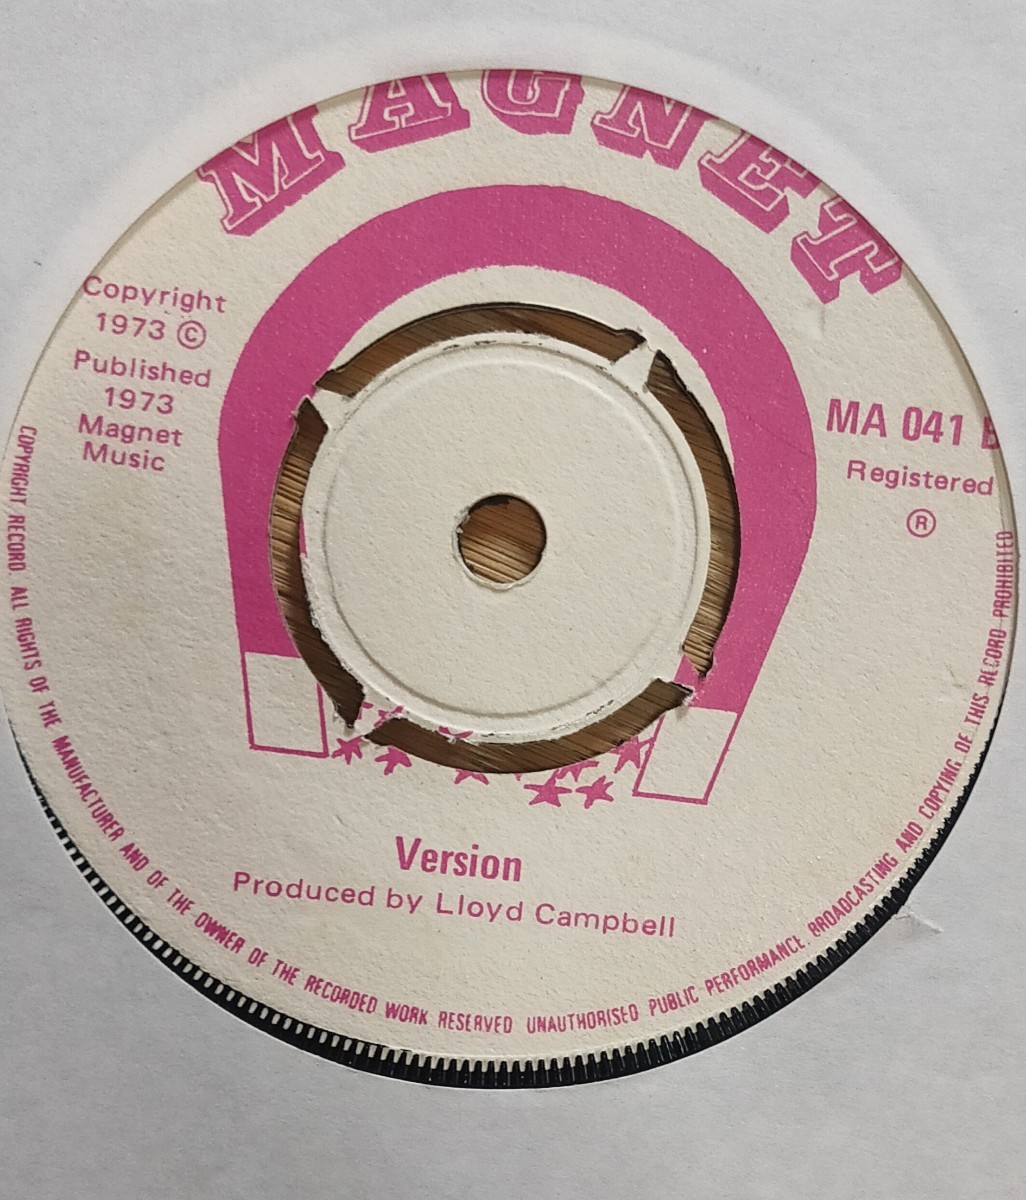 MAGNET
Copyright
1973 ©
Published
1973
Magnet
Music
MA 041 B
Registered
®
Version
Produced by Lloyd Campbell
COPYRIGHT RECORD. ALL RIGHTS OF THE MANUFACTURER AND OF THE OWNER OF THE RECORDED WORK RESERVED UNAUTHORISED PUBLIC PERFORMANCE BROADCASTING AND COPYING OF THIS RECORD PROHIBITED